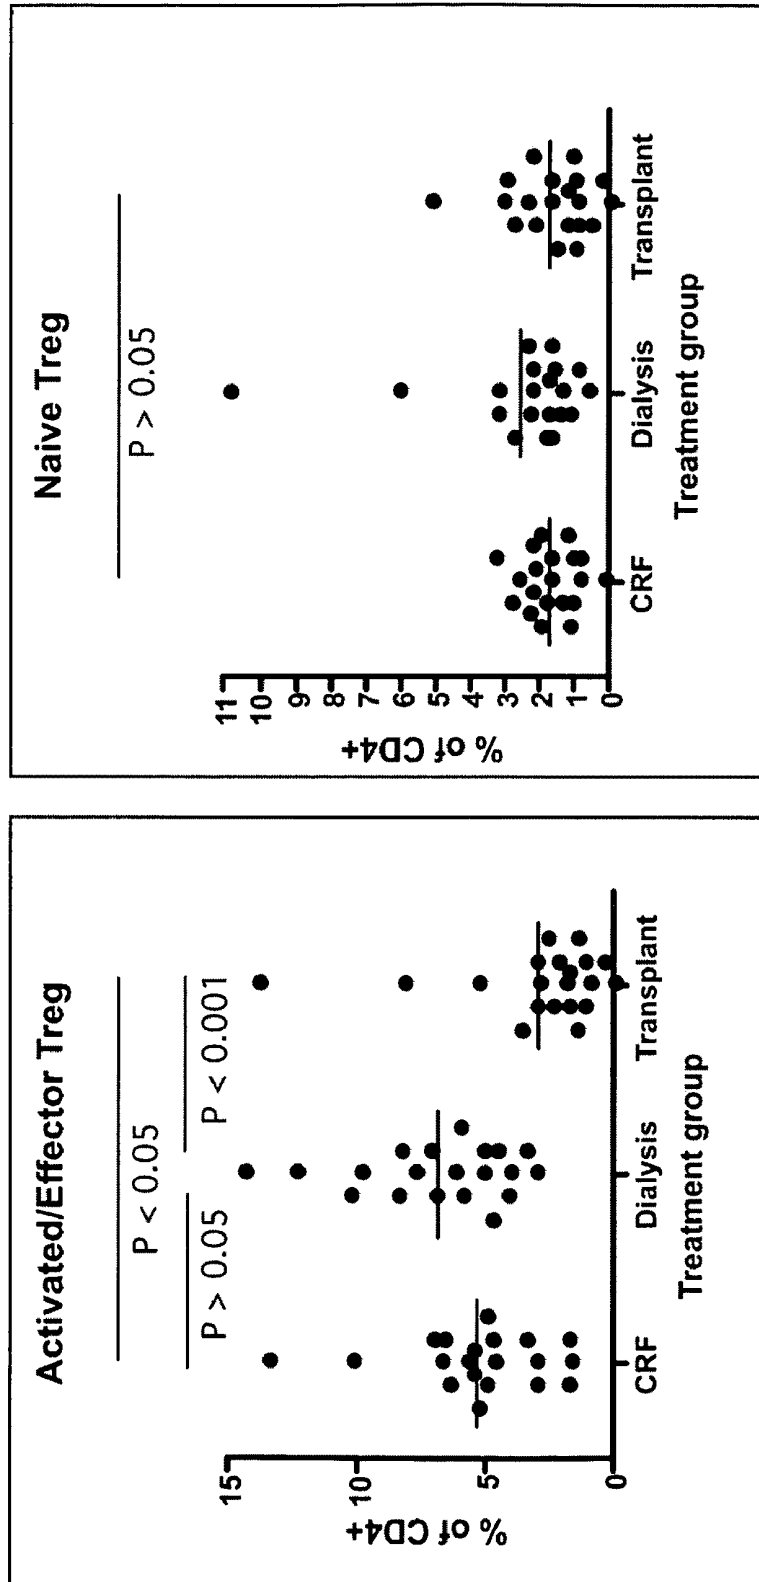 Activated/Effector Treg
P < 0.05
P > 0.05
P < 0.001
% of CD4+
15
10
5
0
CRF
Dialysis
Transplant
Treatment group
Naive Treg
P > 0.05
% of CD4+
11
10
9
8
7
6
5
4
3
2
1
0
CRF
Dialysis
Transplant
Treatment group